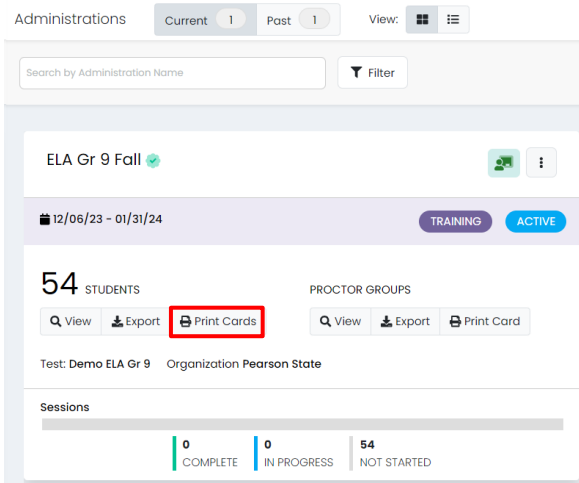 Administrations Current 1 Past 1 View:
Search by Administration Name Filter
ELA Gr 9 Fall
12/06/23 - 01/31/24 TRAINING ACTIVE
54 STUDENTS PROCTOR GROUPS
View Export Print Cards View Export Print Card
Test: Demo ELA Gr 9 Organization Pearson State
Sessions
0 0 54
COMPLETE IN PROGRESS NOT STARTED